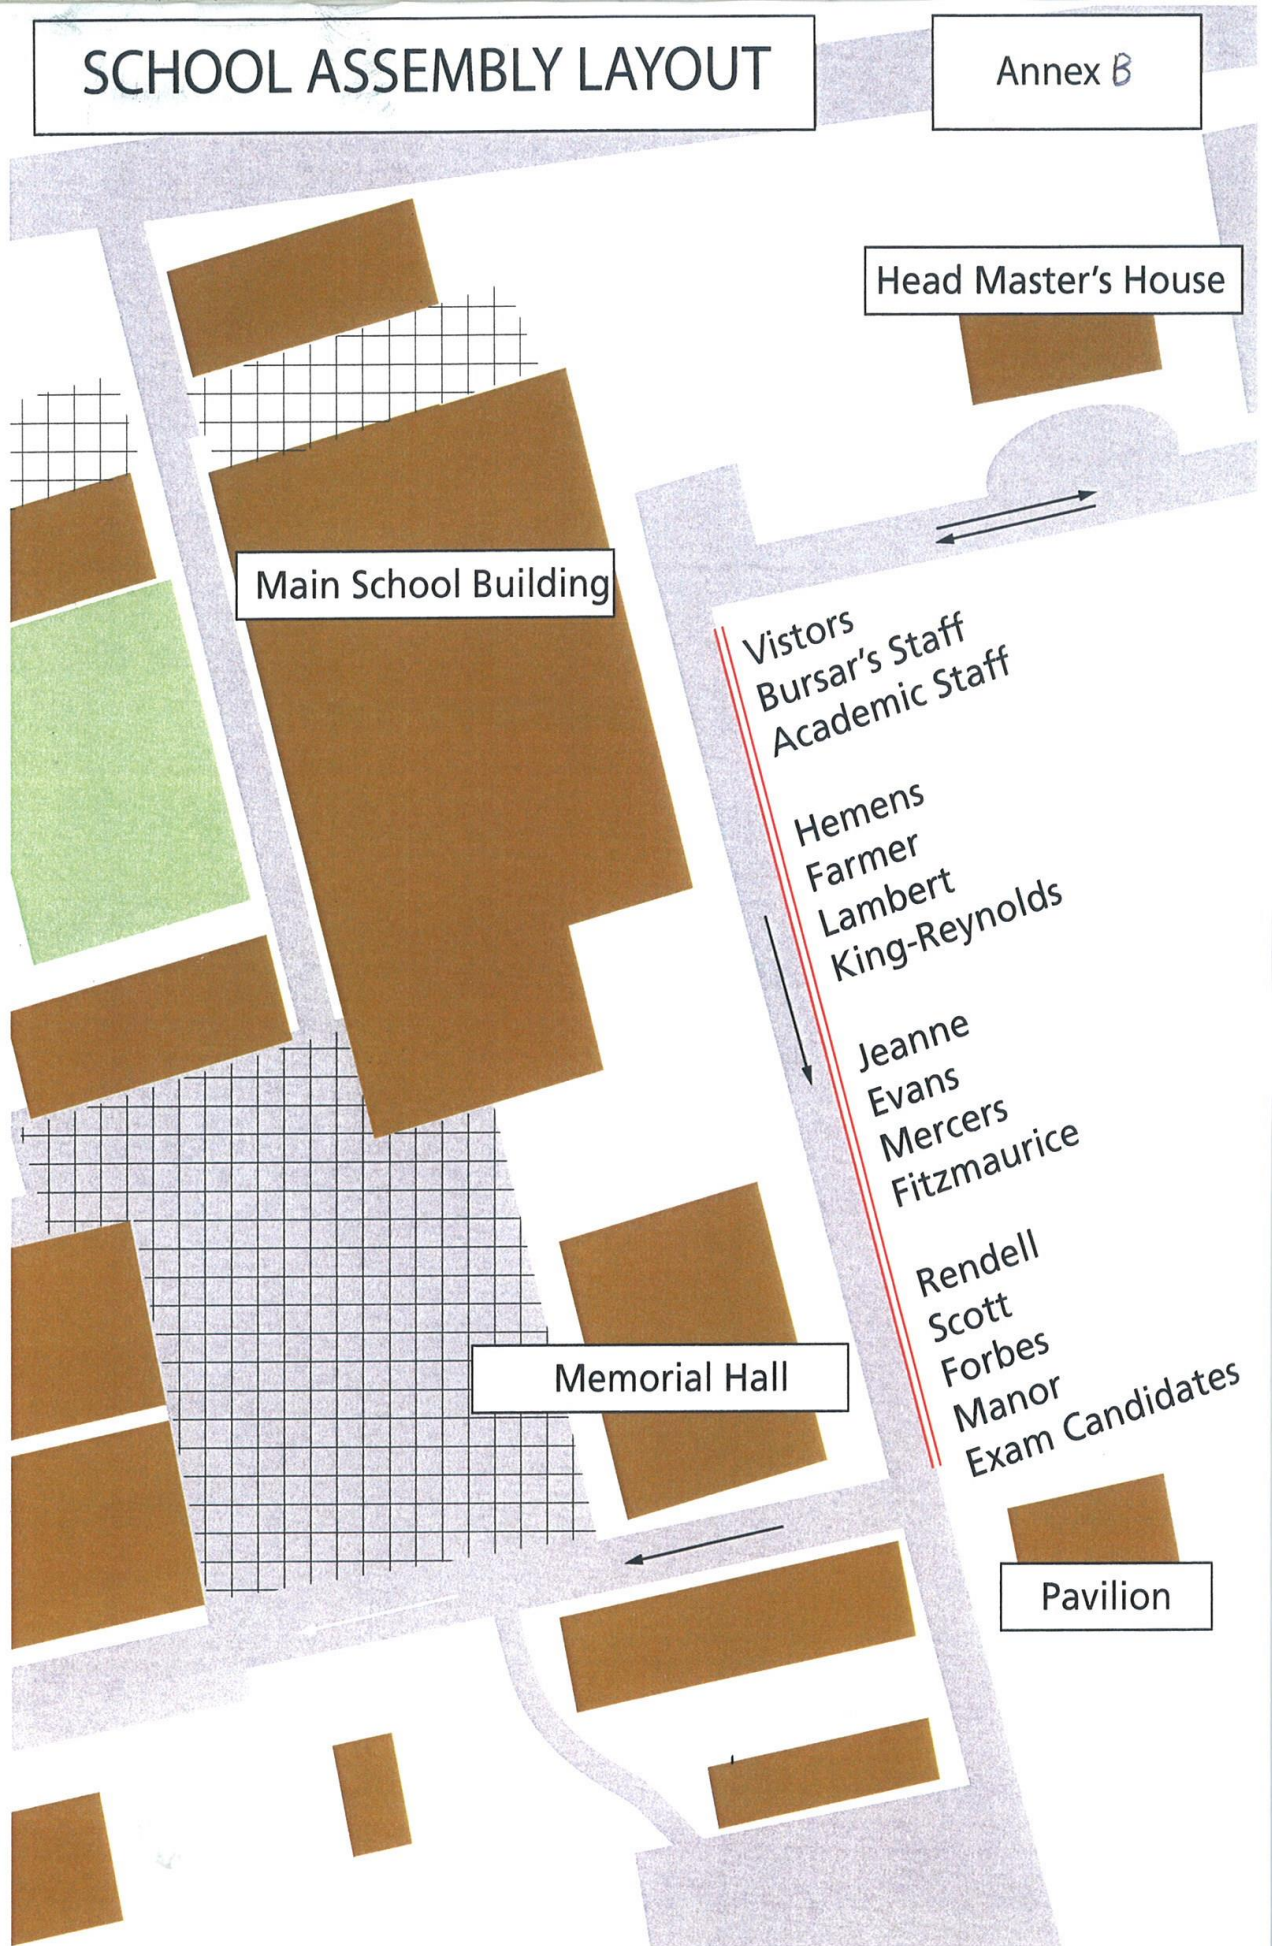 SCHOOL ASSEMBLY LAYOUT
Annex B
Head Master's House
Main School Building
Vistors
Bursar's Staff
Academic Staff
Hemens
Farmer
Lambert
King-Reynolds
Jeanne
Evans
Mercers
Fitzmaurice
Rendell
Scott
Forbes
Manor
Exam Candidates
Memorial Hall
Pavilion